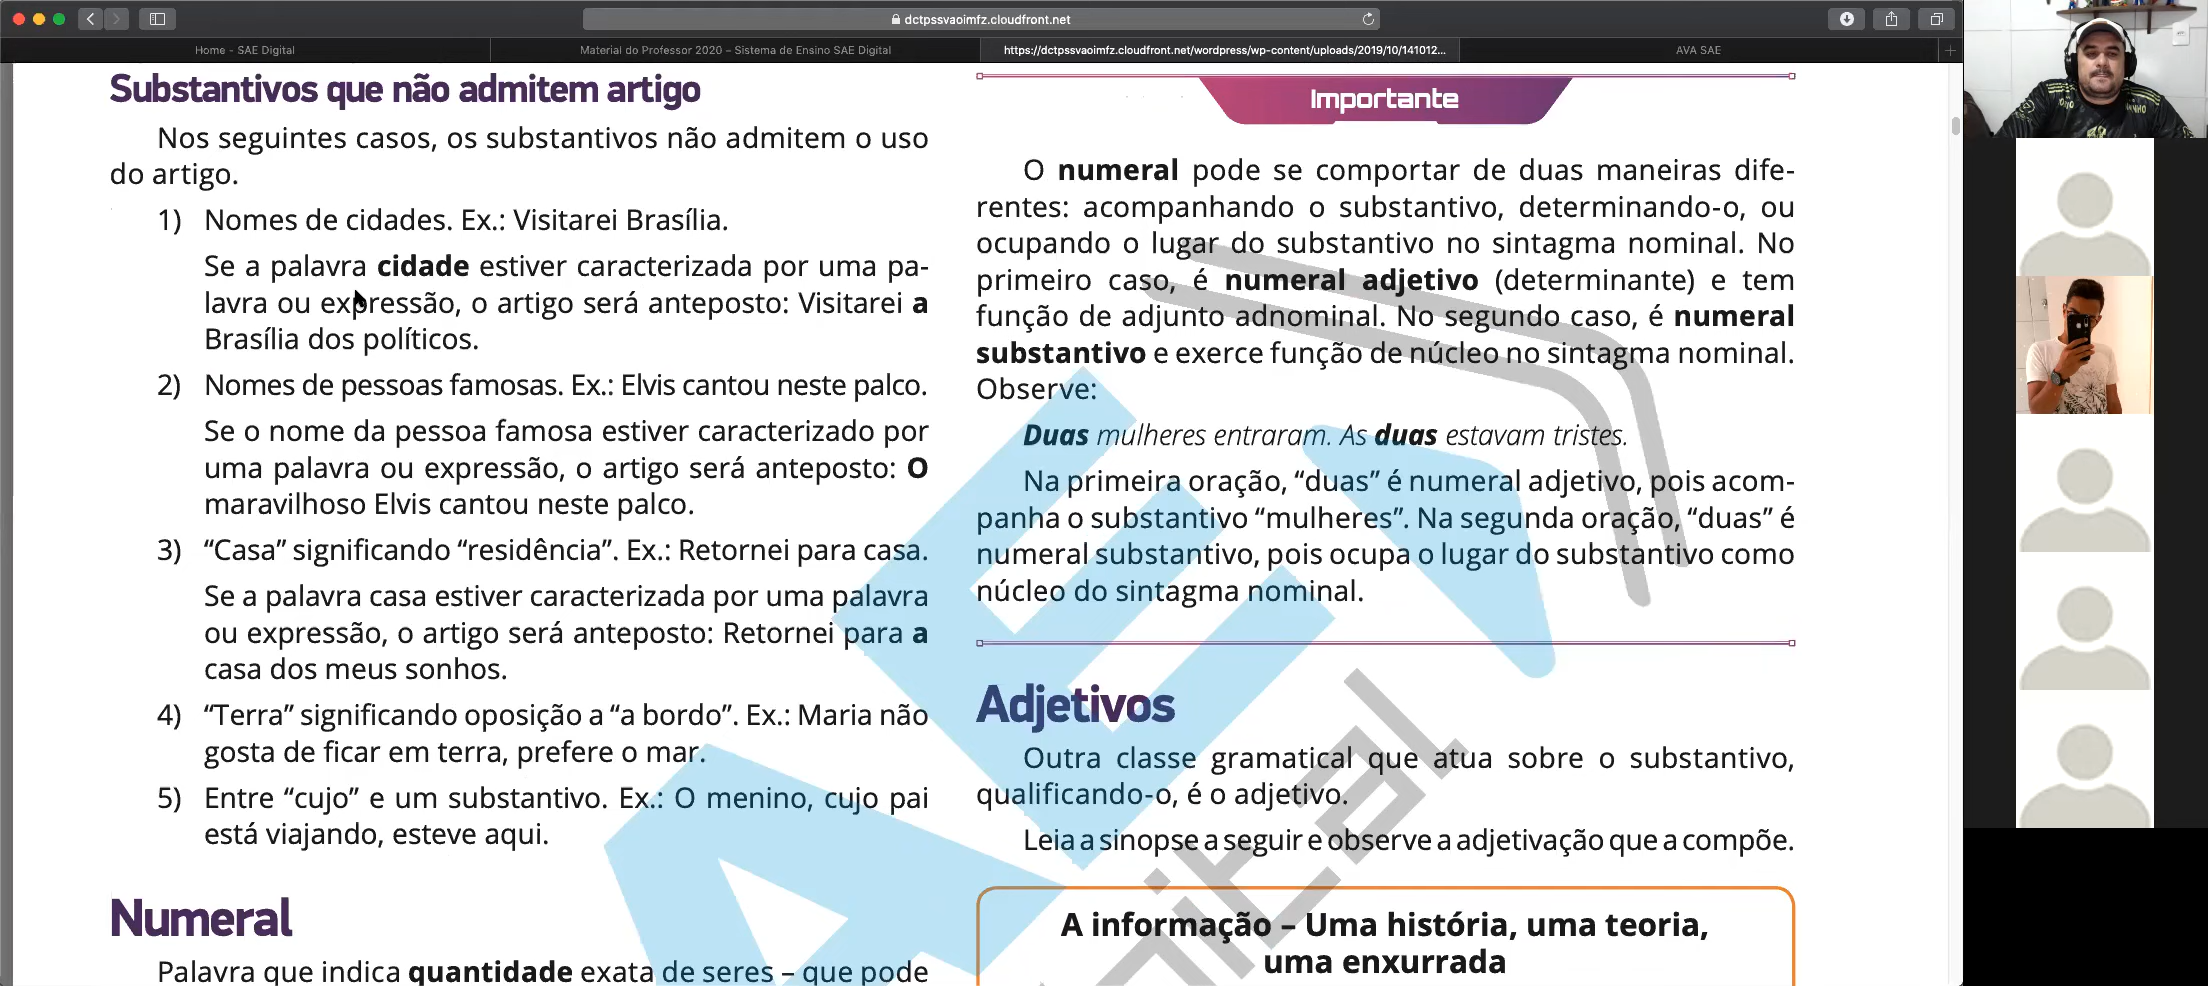 dctpssvaoimfz.cloudfront.net
Home - SAE Digital
Material do Professor 2020 – Sistema de Ensino SAE Digital
https://dctpssvaoimfz.cloudfront.net/wordpress/wp-content/uploads/2019/10/141012...
AVA SAE
Substantivos que não admitem artigo
Nos seguintes casos, os substantivos não admitem o uso
do artigo.
1) Nomes de cidades. Ex.: Visitarei Brasília.
Se a palavra cidade estiver caracterizada por uma pa-
lavra ou expressão, o artigo será anteposto: Visitarei a
Brasília dos políticos.
2) Nomes de pessoas famosas. Ex.: Elvis cantou neste palco.
Se o nome da pessoa famosa estiver caracterizado por
uma palavra ou expressão, o artigo será anteposto: O
maravilhoso Elvis cantou neste palco.
3) “Casa” significando “residência”. Ex.: Retornei para casa.
Se a palavra casa estiver caracterizada por uma palavra
ou expressão, o artigo será anteposto: Retornei para a
casa dos meus sonhos.
4) “Terra” significando oposição a “a bordo”. Ex.: Maria não
gosta de ficar em terra, prefere o mar.
5) Entre “cujo” e um substantivo. Ex.: O menino, cujo pai
está viajando, esteve aqui.
Numeral
Palavra que indica quantidade exata de seres – que pode
Importante
O numeral pode se comportar de duas maneiras dife-
rentes: acompanhando o substantivo, determinando-o, ou
ocupando o lugar do substantivo no sintagma nominal. No
primeiro caso, é numeral adjetivo (determinante) e tem
função de adjunto adnominal. No segundo caso, é numeral
substantivo e exerce função de núcleo no sintagma nominal.
Observe:
Duas mulheres entraram. As duas estavam tristes.
Na primeira oração, “duas” é numeral adjetivo, pois acom-
panha o substantivo “mulheres”. Na segunda oração, “duas” é
numeral substantivo, pois ocupa o lugar do substantivo como
núcleo do sintagma nominal.
Adjetivos
Outra classe gramatical que atua sobre o substantivo,
qualificando-o, é o adjetivo.
Leia a sinopse a seguir e observe a adjetivação que a compõe.
A informação – Uma história, uma teoria,
uma enxurrada